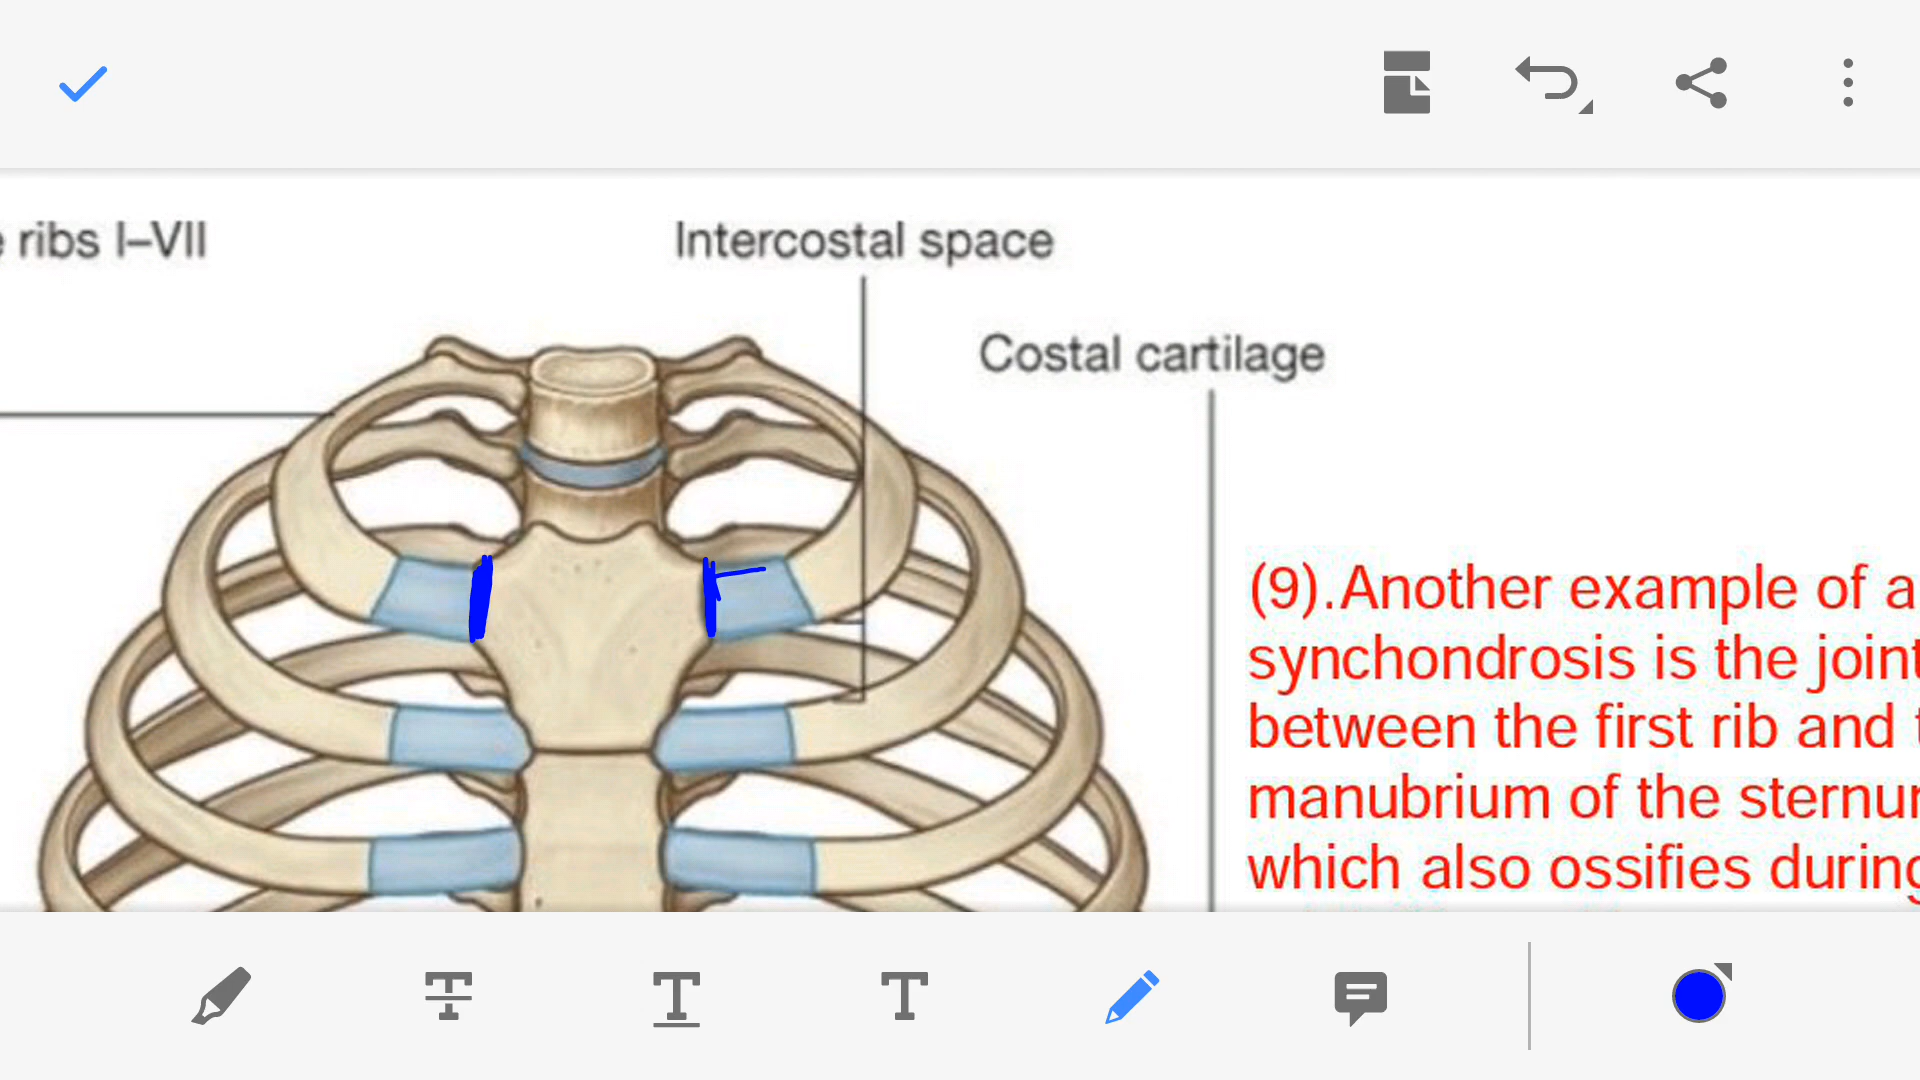 ribs I–VII
Intercostal space
Costal cartilage
(9).Another example of a
synchondrosis is the joint
between the first rib and
manubrium of the
which also ossifies during